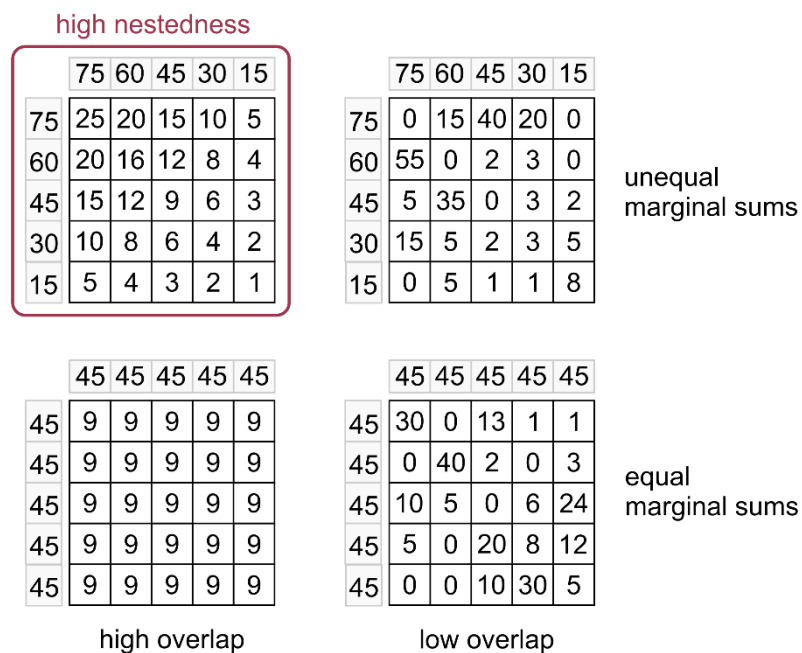 high nestedness
75 60 45 30 15
75 25 20 15 10 5
60 20 16 12 8 4
45 15 12 9 6 3
30 10 8 6 4 2
15 5 4 3 2 1
75 60 45 30 15
75 0 15 40 20 0
60 55 0 2 3 0
45 5 35 0 3 2
30 15 5 2 3 5
15 0 5 1 1 8
unequal
marginal sums
45 45 45 45 45
45 9 9 9 9 9
45 9 9 9 9 9
45 9 9 9 9 9
45 9 9 9 9 9
45 9 9 9 9 9
high overlap
45 45 45 45 45
45 30 0 13 1 1
45 0 40 2 0 3
45 10 5 0 6 24
45 5 0 20 8 12
45 0 0 10 30 5
low overlap
equal
marginal sums